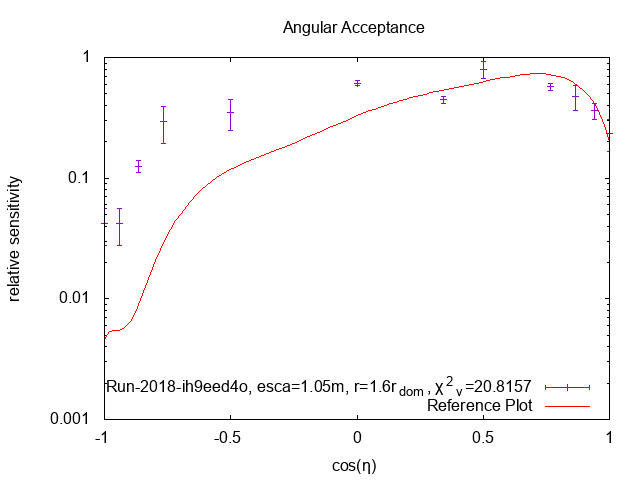 Angular Acceptance
1
0.1
0.01
0.001
relative sensitivity
Run-2018-ih9eed4o, esca=1.05m, r=1.6r_dom, χ²_ν=20.8157
Reference Plot
-1 -0.5 0 0.5 1
cos(η)